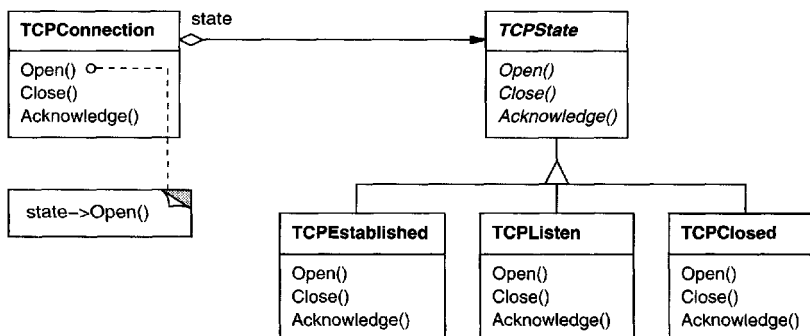 state
TCPConnection
Open()
Close()
Acknowledge()
state->Open()
TCPState
Open()
Close()
Acknowledge()
TCPEstablished
Open()
Close()
Acknowledge()
TCPListen
Open()
Close()
Acknowledge()
TCPClosed
Open()
Close()
Acknowledge()